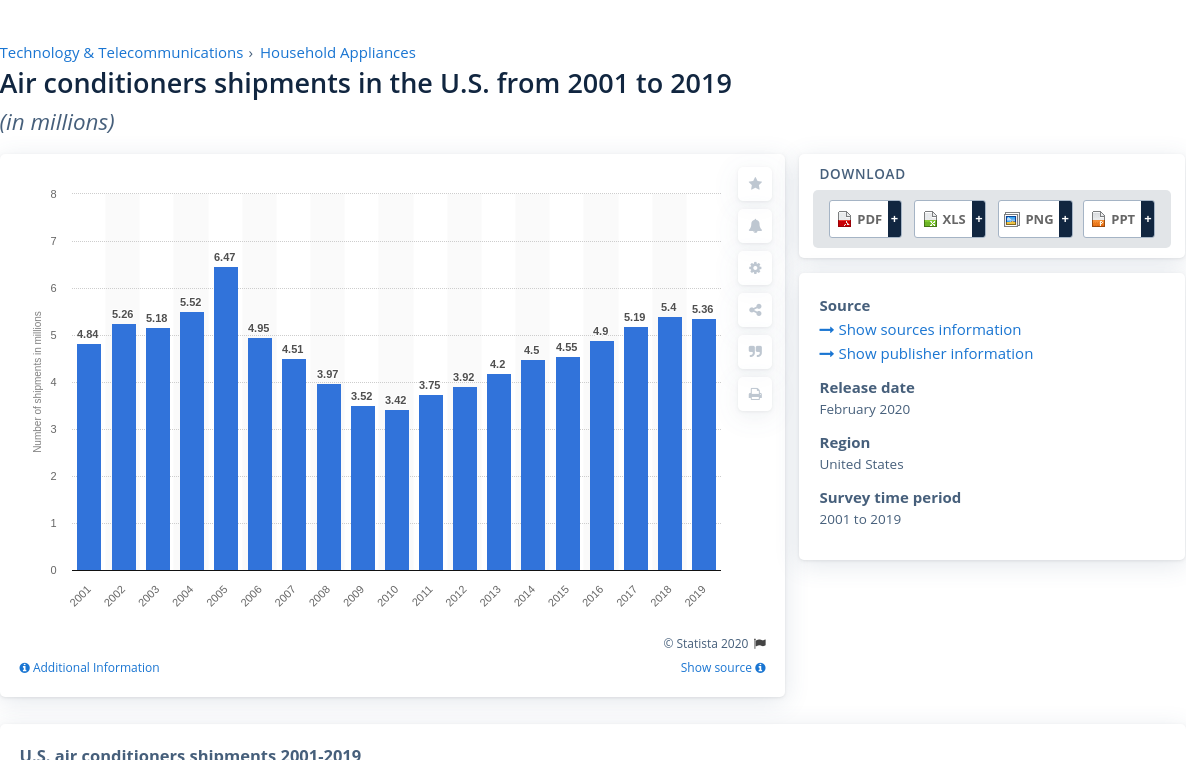 Technology & Telecommunications › Household Appliances
Air conditioners shipments in the U.S. from 2001 to 2019
(in millions)
Number of shipments in millions
8
7
6
5
4
3
2
1
0
4.84
5.26
5.18
5.52
6.47
4.95
4.51
3.97
3.52
3.42
3.75
3.92
4.2
4.5
4.55
4.9
5.19
5.4
5.36
2001
2002
2003
2004
2005
2006
2007
2008
2009
2010
2011
2012
2013
2014
2015
2016
2017
2018
2019
© Statista 2020
Additional Information
Show source
DOWNLOAD
PDF + XLS + PNG + PPT +
Source
Show sources information
Show publisher information
Release date
February 2020
Region
United States
Survey time period
2001 to 2019
U.S. air conditioners shipments 2001-2019